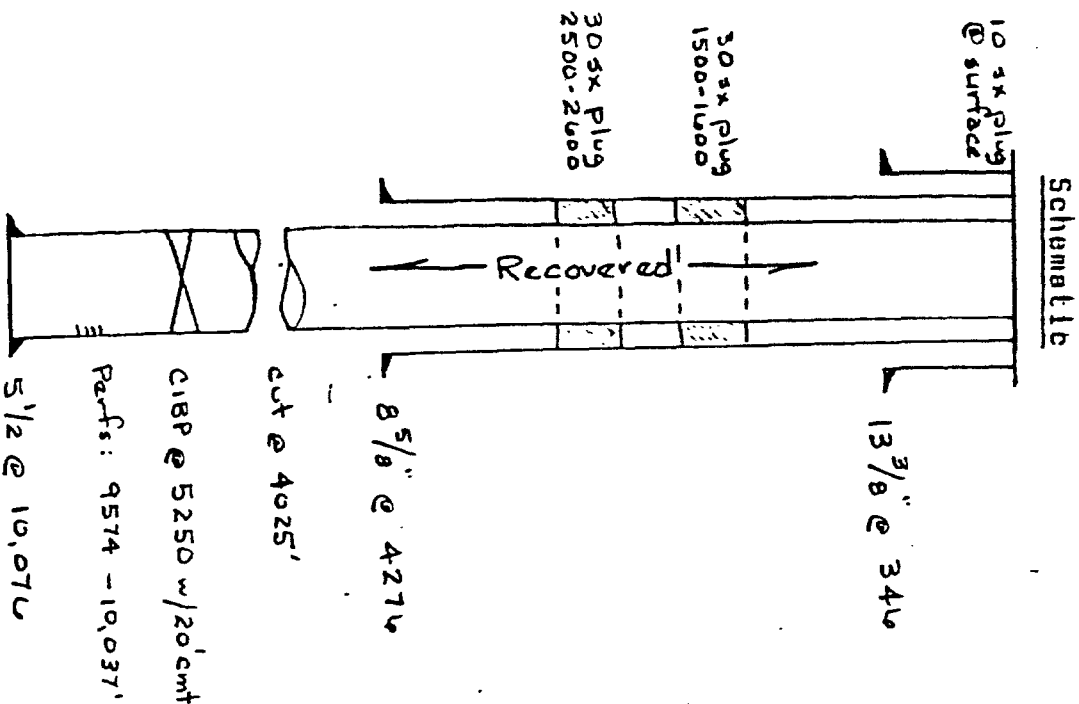 Schematic
10 sx plug
@ surface
13 3/8" @ 346
30 sx plug
1500-1600
30 sx plug
2500-2600
Recovered
8 5/8" @ 4276
cut @ 4025'
CIBP @ 5250 w/20' cmt
Perfs: 9574 - 10,037'
5 1/2 @ 10,076